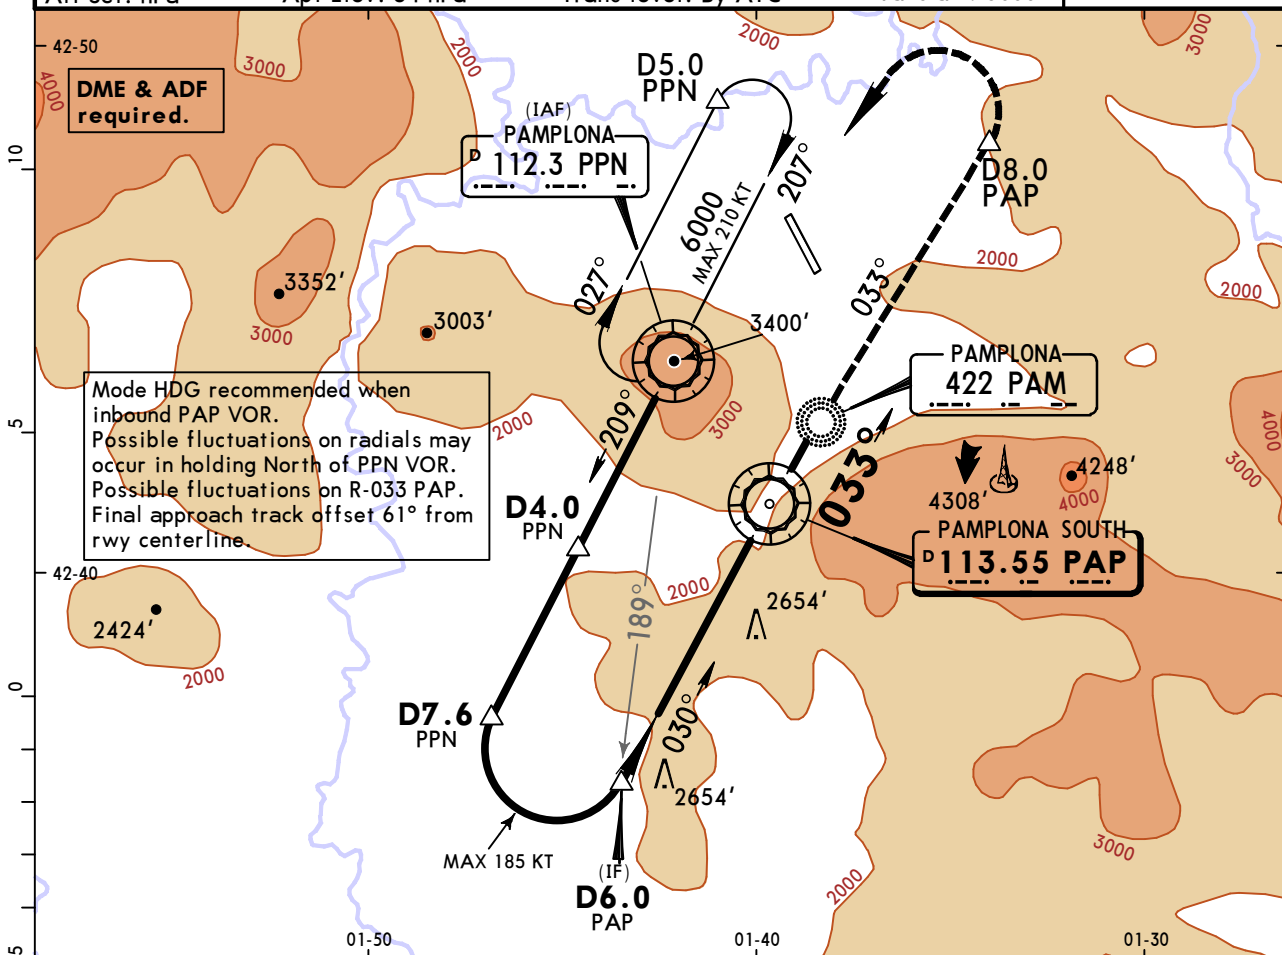 42-50
3000
4000
2000
2000
3000
DME & ADF
required.
D5.0
PPN
(IAF)
PAMPLONA
D 112.3 PPN
10
207°
D8.0
PAP
6000
MAX 210 KT
027°
033°
2000
2000
3352'
3000
3003'
3400'
PAMPLONA
422 PAM
Mode HDG recommended when
inbound PAP VOR.
Possible fluctuations on radials may
occur in holding North of PPN VOR.
Possible fluctuations on R-033 PAP.
Final approach track offset 61° from
rwy centerline.
5
2000
209°
3000
033°
4000
3000
4248'
4000
4308'
D4.0
PPN
PAMPLONA SOUTH
D 113.55 PAP
42-40
2000
189°
2654'
2424'
2000
0
D7.6
PPN
030°
2654'
MAX 185 KT
(IF)
D6.0
PAP
2000
3000
5
01-50
01-40
01-30